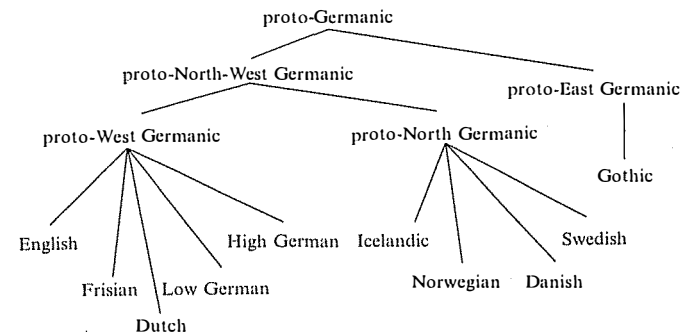 proto-Germanic
proto-North-West Germanic
proto-East Germanic
proto-West Germanic
proto-North Germanic
Gothic
English
High German
Icelandic
Swedish
Frisian
Low German
Norwegian
Danish
Dutch